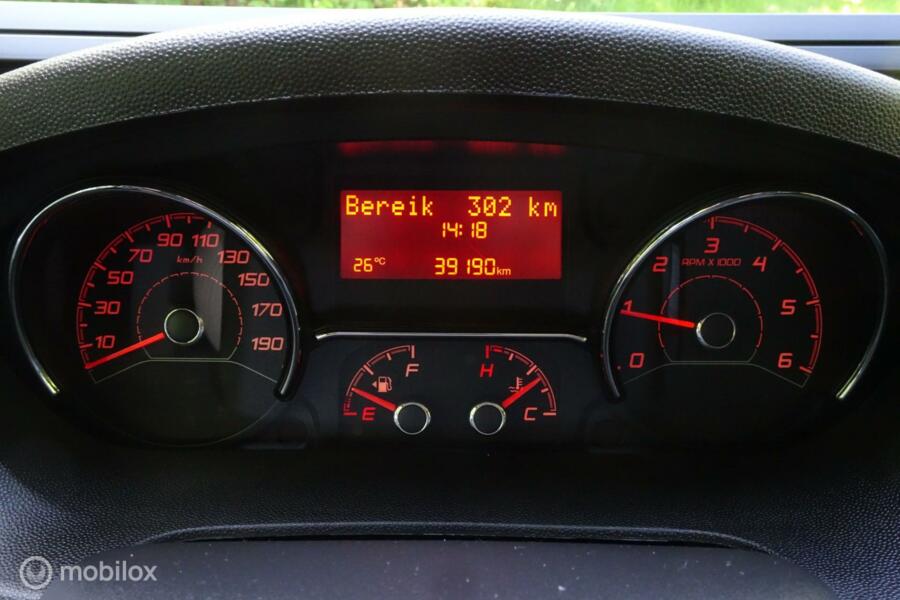 Bereik 302 km
14:18
26°C 39190km
10 30 50 70 90 110 130 150 170 190
km/h
0 1 2 3 4 5 6
RPM X 1000
E F
H C
mobilox